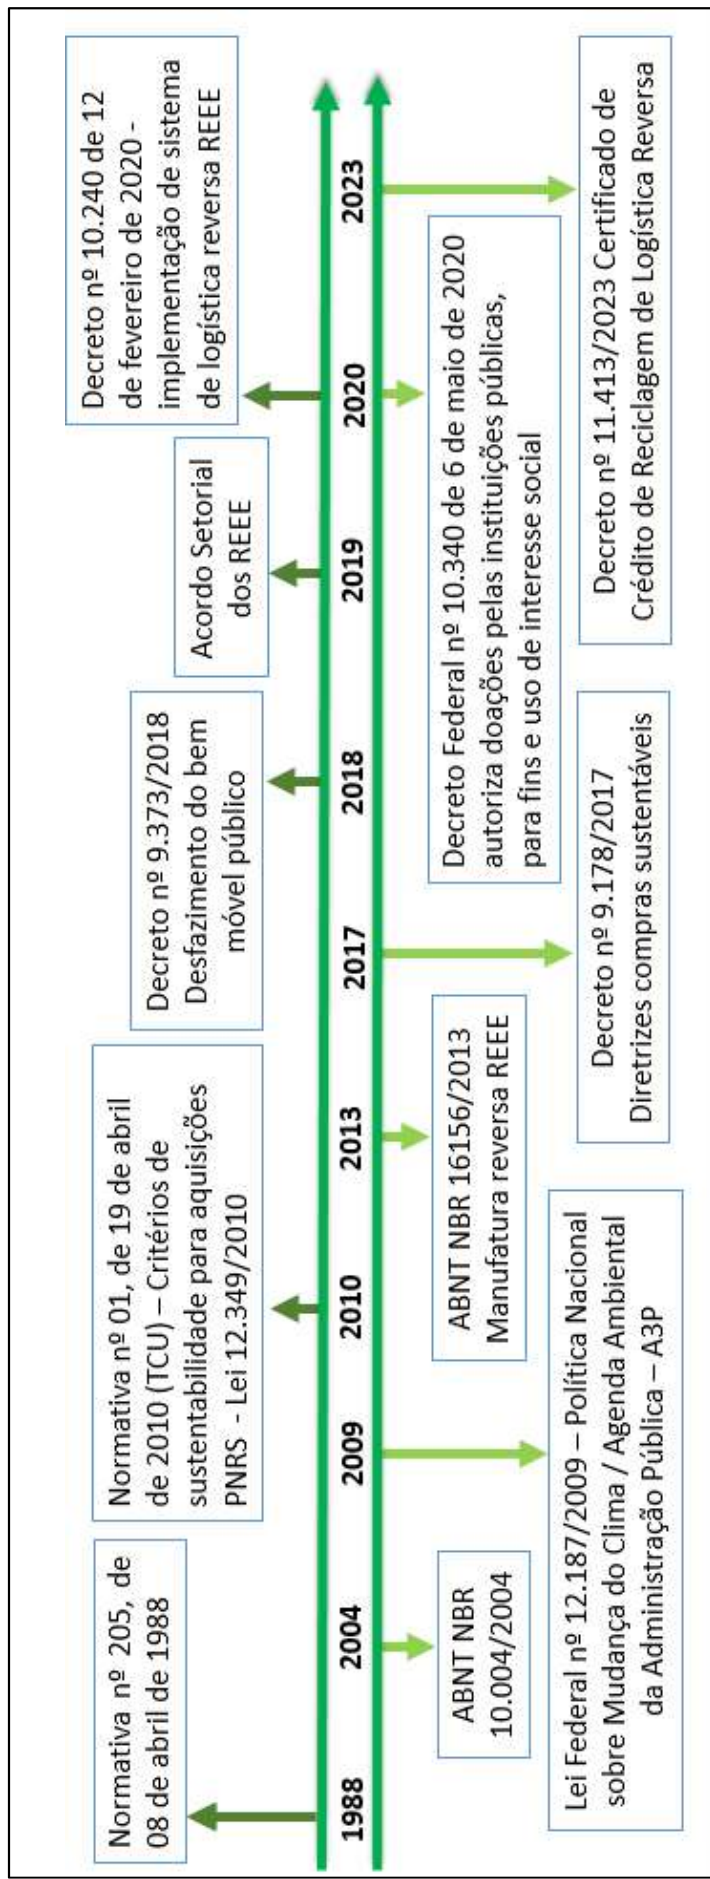 Normativa nº 205, de
08 de abril de 1988
Normativa nº 01, de 19 de abril
de 2010 (TCU) – Critérios de
sustentabilidade para aquisições
PNRS - Lei 12.349/2010
Decreto nº 9.373/2018
Desfazimento do bem
móvel público
Acordo Setorial
dos REEE
Decreto nº 10.240 de 12
de fevereiro de 2020 -
implementação de sistema
de logística reversa REEE
1988
2004
2009
2010
2013
2017
2018
2019
2020
2023
ABNT NBR
10.004/2004
Lei Federal nº 12.187/2009 – Política Nacional
sobre Mudança do Clima / Agenda Ambiental
da Administração Pública – A3P
ABNT NBR 16156/2013
Manufatura reversa REEE
Decreto nº 9.178/2017
Diretrizes compras sustentáveis
Decreto Federal nº 10.340 de 6 de maio de 2020
autoriza doações pelas instituições públicas,
para fins e uso de interesse social
Decreto nº 11.413/2023 Certificado de
Crédito de Reciclagem de Logística Reversa